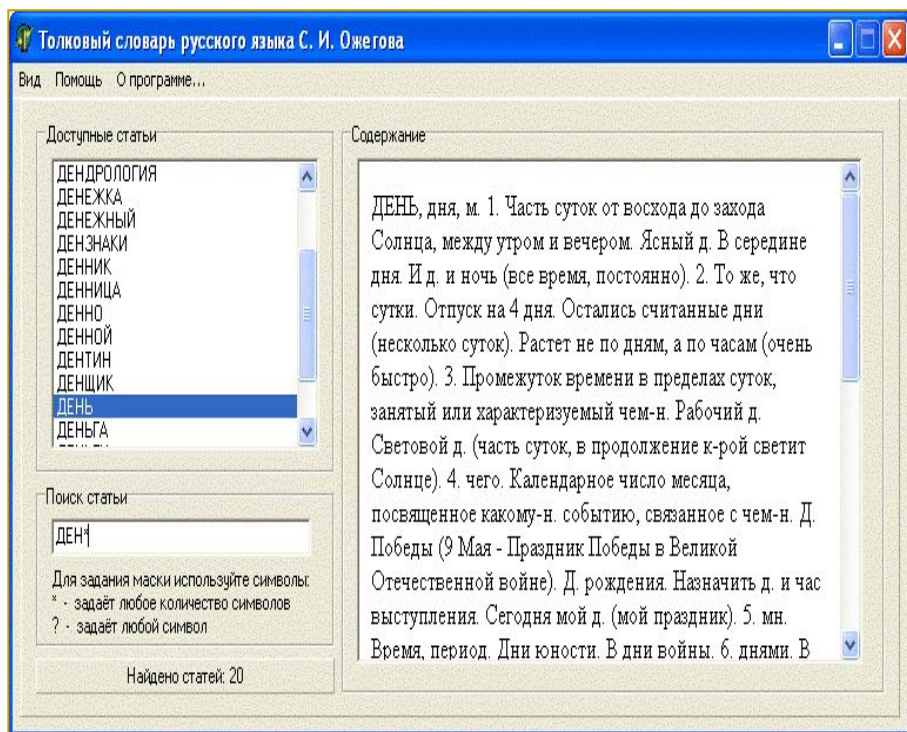 Толковый словарь русского языка С. И. Ожегова
Вид Помощь О программе...
Доступные статьи
ДЕНДРОЛОГИЯ
ДЕНЕЖКА
ДЕНЕЖНЫЙ
ДЕНЗНАКИ
ДЕННИК
ДЕННИЦА
ДЕННО
ДЕННОЙ
ДЕНТИН
ДЕНЩИК
ДЕНЬ
ДЕНЬГА
Поиск статьи
ДЕН*
Для задания маски используйте символы:
* - задаёт любое количество символов
? - задаёт любой символ
Найдено статей: 20
Содержание
ДЕНЬ, дня, м. 1. Часть суток от восхода до захода
Солнца, между утром и вечером. Ясный д. В середине
дня. И д. и ночь (все время, постоянно). 2. То же, что
сутки. Отпуск на 4 дня. Остались считанные дни
(несколько суток). Растет не по дням, а по часам (очень
быстро). 3. Промежуток времени в пределах суток,
занятый или характеризуемый чем-н. Рабочий д.
Световой д. (часть суток, в продолжение к-рой светит
Солнце). 4. чего. Календарное число месяца,
посвященное какому-н. событию, связанное с чем-н. Д.
Победы (9 Мая - Праздник Победы в Великой
Отечественной войне). Д. рождения. Назначить д. и час
выступления. Сегодня мой д. (мой праздник). 5. мн.
Время, период. Дни юности. В дни войны. 6. днями. В